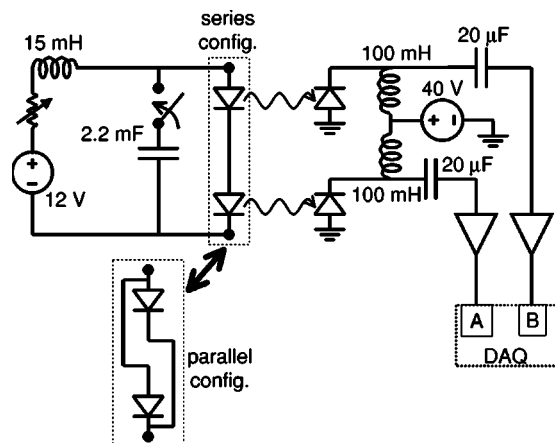 series
config.
15 mH
20 µF
100 mH
40 V
+ -
2.2 mF
+
-
12 V
20 µF
100 mH
A
B
DAQ
parallel
config.